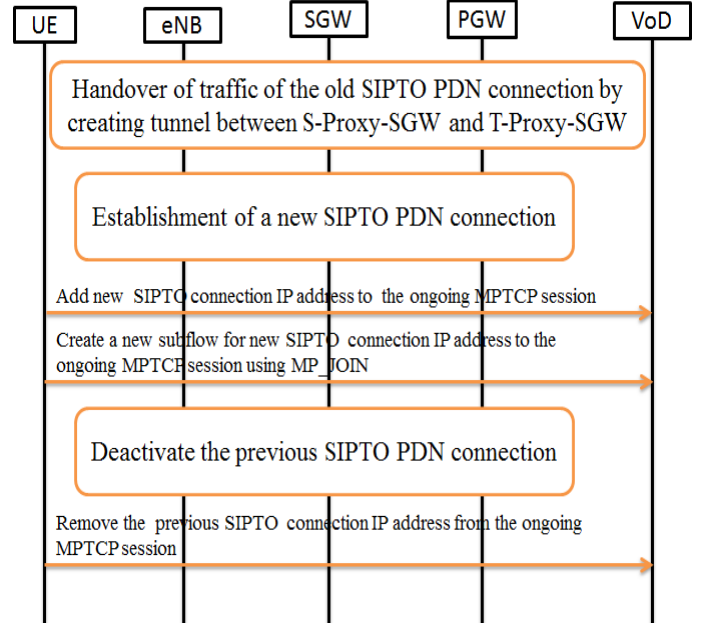 UE eNB SGW PGW VoD
Handover of traffic of the old SIPTO PDN connection by
creating tunnel between S-Proxy-SGW and T-Proxy-SGW
Establishment of a new SIPTO PDN connection
Add new SIPTO connection IP address to the ongoing MPTCP session
Create a new subflow for new SIPTO connection IP address to the
ongoing MPTCP session using MP_JOIN
Deactivate the previous SIPTO PDN connection
Remove the previous SIPTO connection IP address from the ongoing
MPTCP session